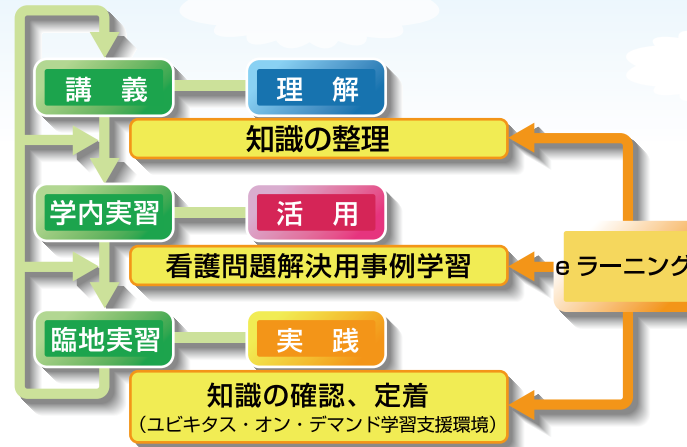 講　義
理　解
知識の整理
学内実習
活　用
看護問題解決用事例学習
e ラーニング
臨地実習
実　践
知識の確認、定着
（ユビキタス・オン・デマンド学習支援環境）